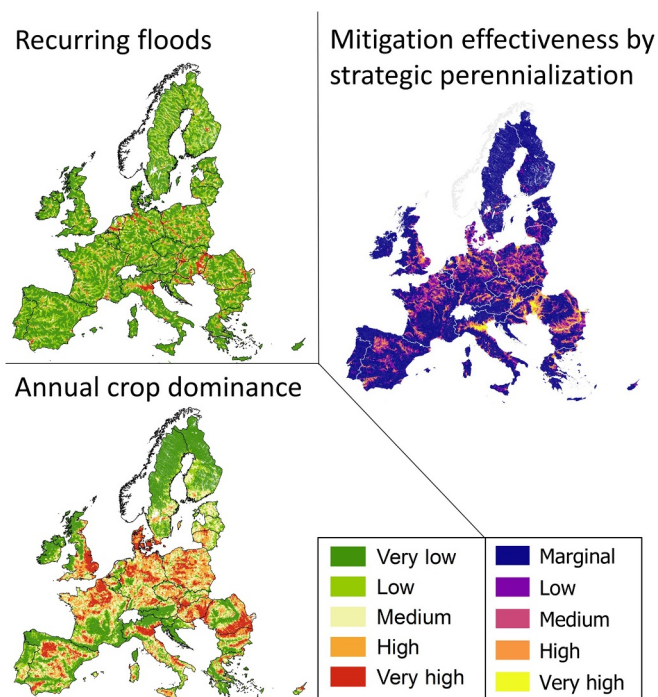 Recurring floods
Mitigation effectiveness by
strategic perennialization
Annual crop dominance
Very low
Low
Medium
High
Very high
Marginal
Low
Medium
High
Very high